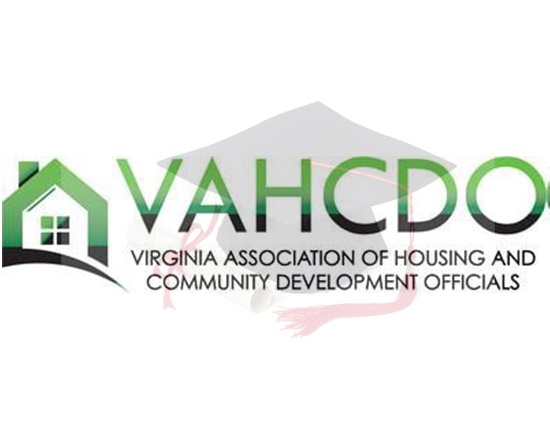 VAHCDO
VIRGINIA ASSOCIATION OF HOUSING AND
COMMUNITY DEVELOPMENT OFFICIALS